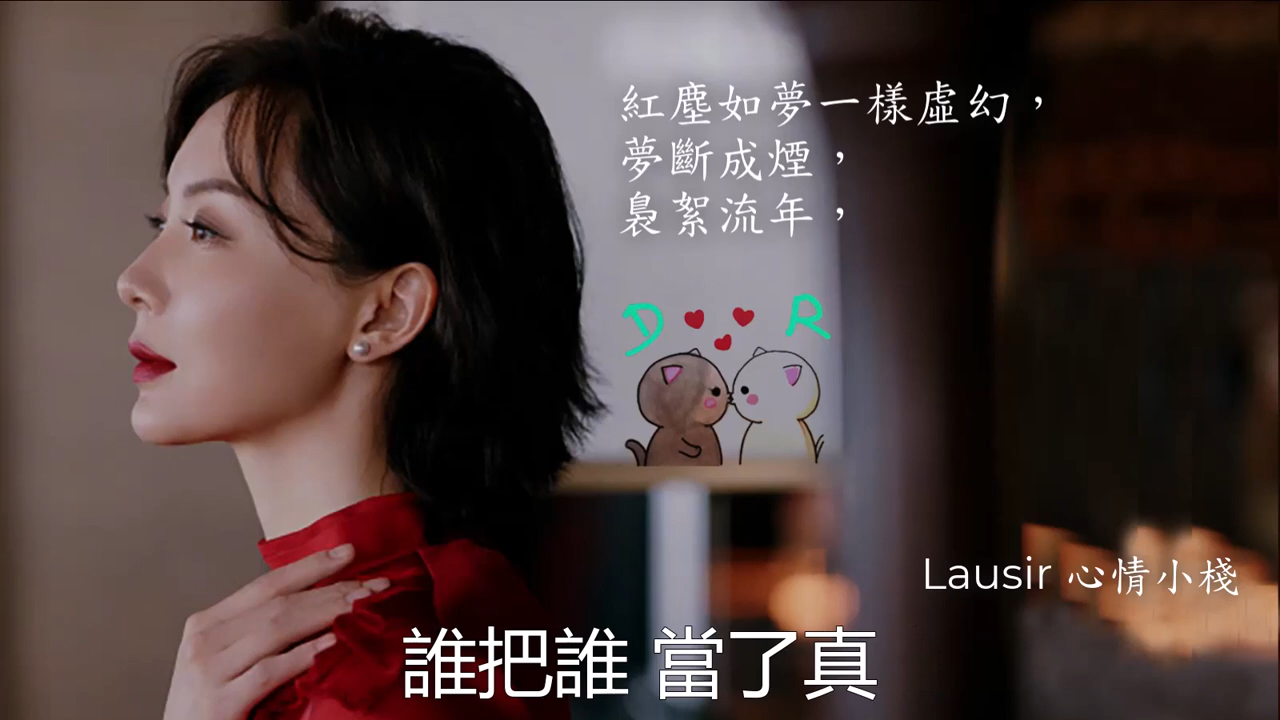 紅塵如夢一樣虛幻，
夢斷成煙，
裊絮流年，
D R
Lausir 心情小棧
誰把誰 當了真